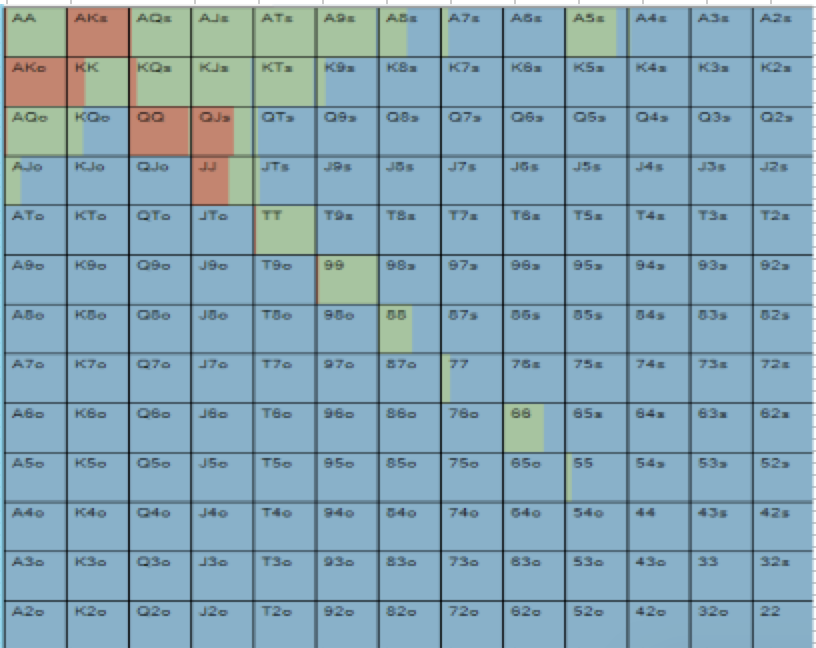 AA AKs AQs AJs ATs A9s A8s A7s A6s A5s A4s A3s A2s
AKo KK KQs KJs KTs K9s K8s K7s K6s K5s K4s K3s K2s
AQo KQo QQ QJs QTs Q9s Q8s Q7s Q6s Q5s Q4s Q3s Q2s
AJo KJo QJo JJ JTs J9s J8s J7s J6s J5s J4s J3s J2s
ATo KTo QTo JTo TT T9s T8s T7s T6s T5s T4s T3s T2s
A9o K9o Q9o J9o T9o 99 98s 97s 96s 95s 94s 93s 92s
A8o K8o Q8o J8o T8o 98o 88 87s 86s 85s 84s 83s 82s
A7o K7o Q7o J7o T7o 97o 87o 77 76s 75s 74s 73s 72s
A6o K6o Q6o J6o T6o 96o 86o 76o 66 65s 64s 63s 62s
A5o K5o Q5o J5o T5o 95o 85o 75o 65o 55 54s 53s 52s
A4o K4o Q4o J4o T4o 94o 84o 74o 64o 54o 44 43s 42s
A3o K3o Q3o J3o T3o 93o 83o 73o 63o 53o 43o 33 32s
A2o K2o Q2o J2o T2o 92o 82o 72o 62o 52o 42o 32o 22